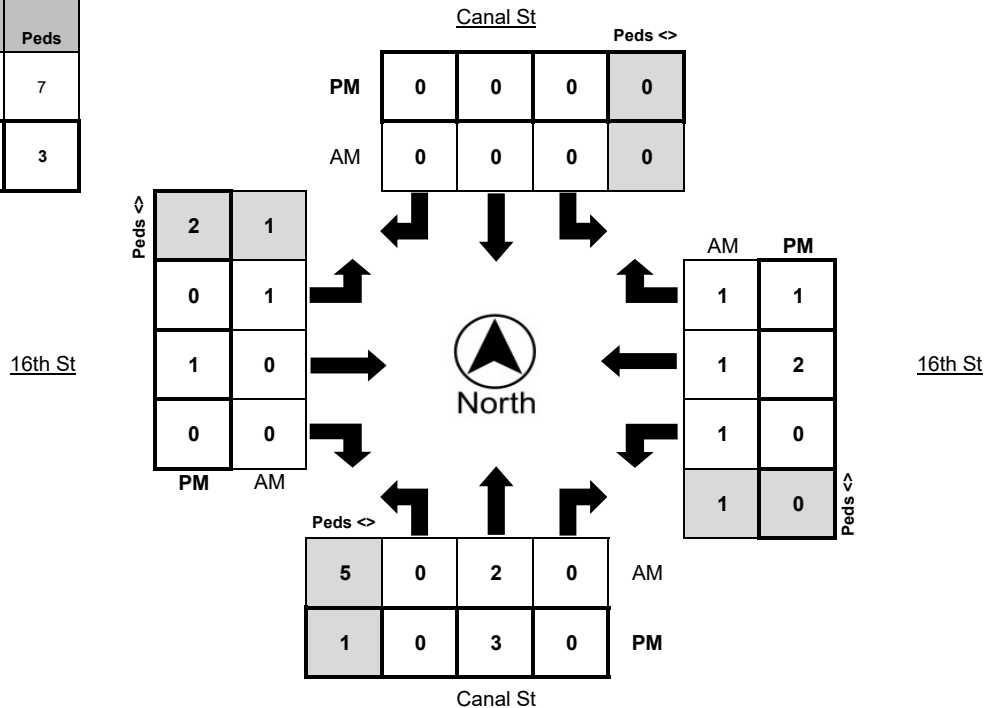 Canal St
Peds
Peds <>
7
PM 0 0 0 0
3
AM 0 0 0 0
Peds <>
2 1
AM PM
0 1
1 1
16th St
1 0
North
1 2
16th St
0 0
1 0
PM AM
1 0
Peds <>
Peds <>
5 0 2 0 AM
1 0 3 0 PM
Canal St